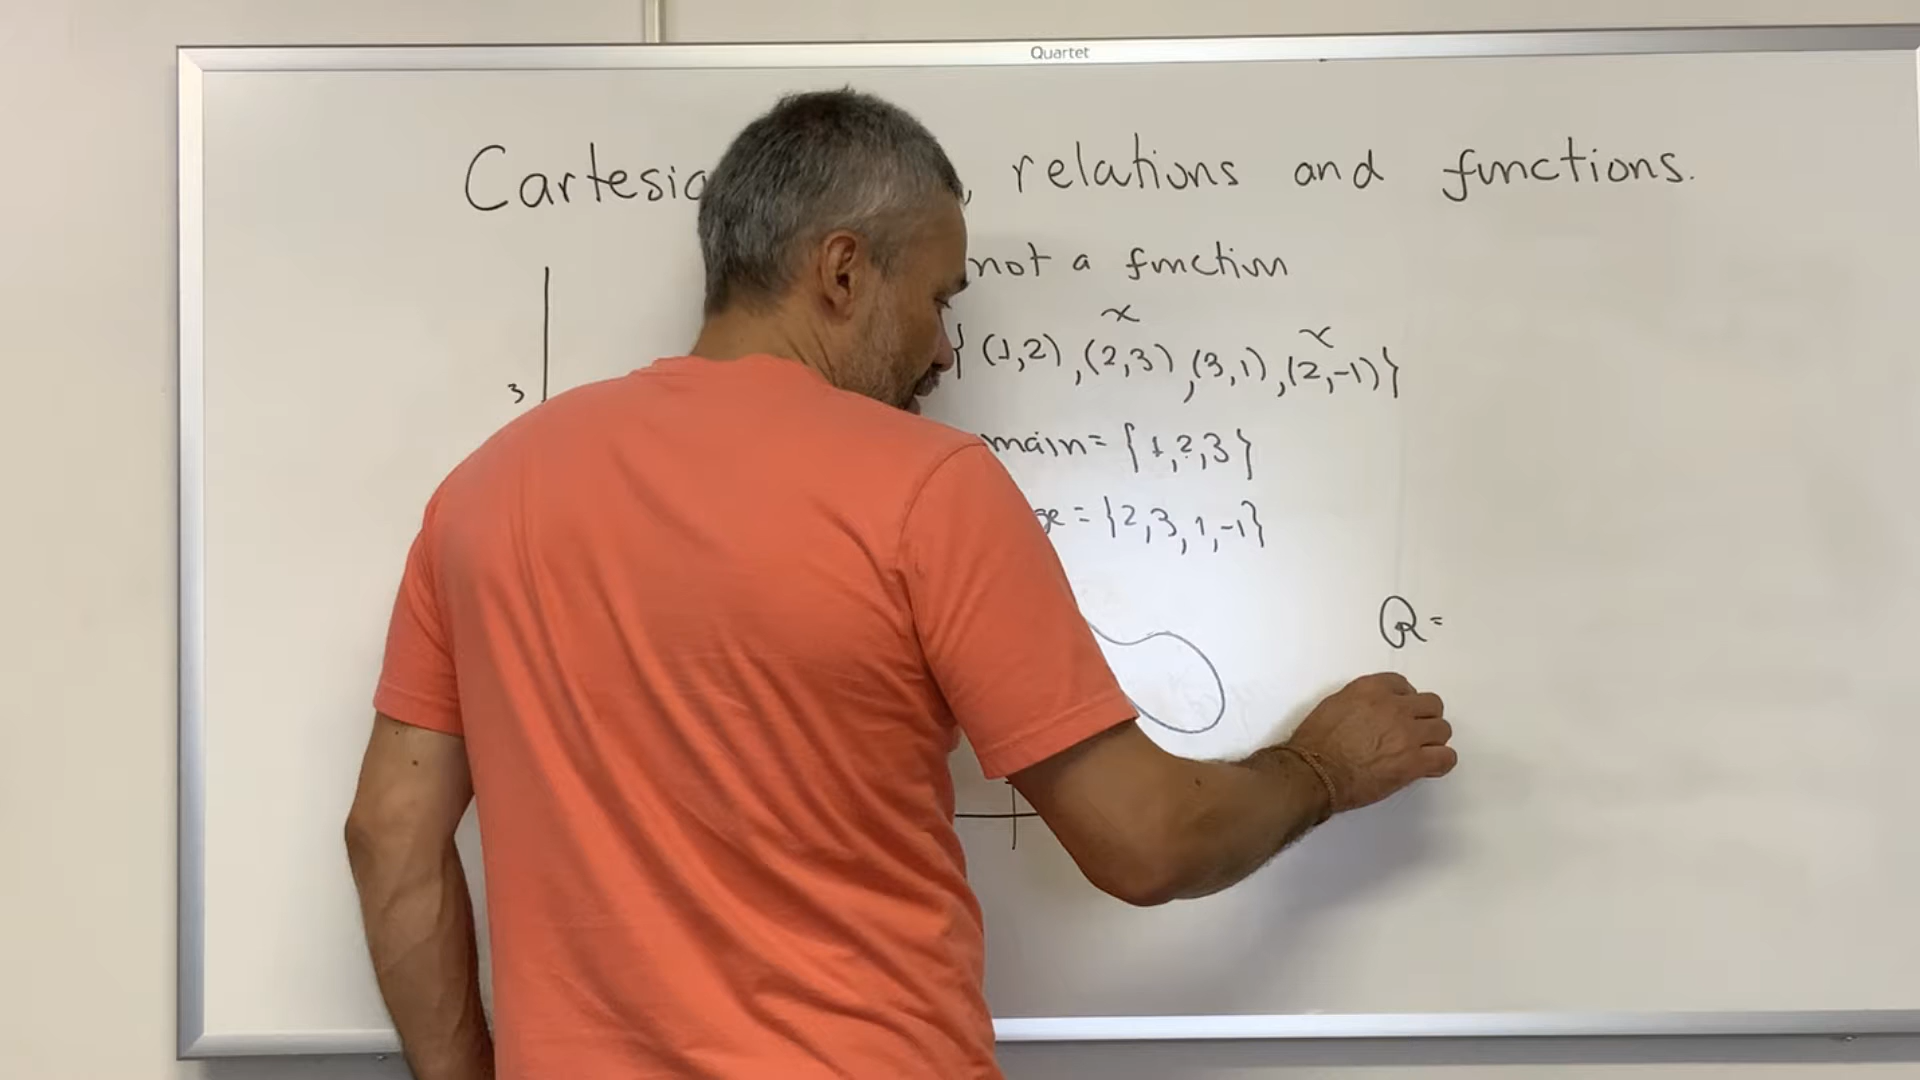 Quartet
Cartesia , relations and functions.
not a function
x x
3 { (1,2) , (2,3) , (3,1) , (2,-1) }
main = { 1,2,3 }
ge = { 2,3,1,-1 }
R =